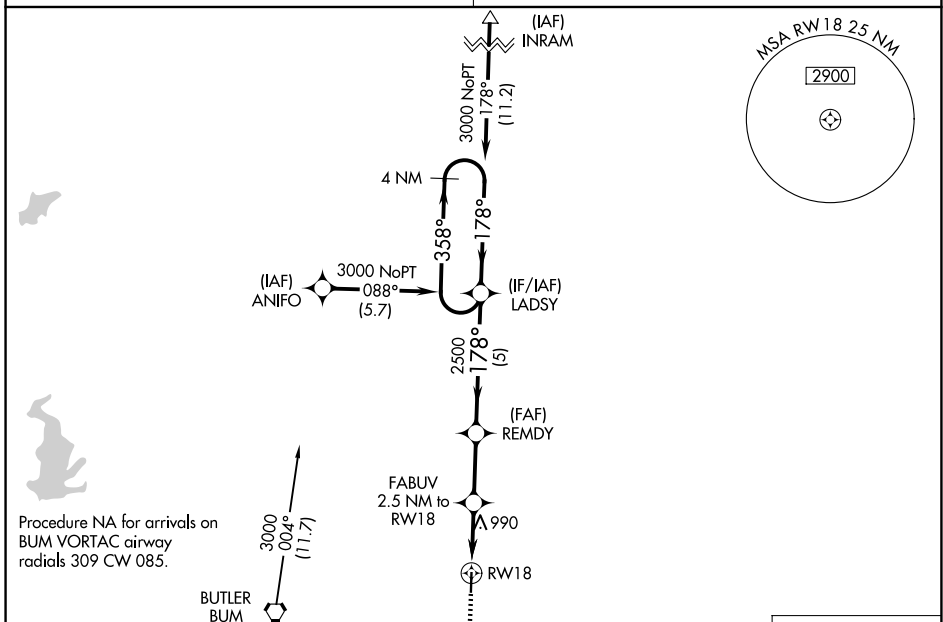 (IAF)
INRAM
3000 NoPT
178°
(11.2)
MSA RW18 25 NM
2900
4 NM
358°
178°
(IAF)
ANIFO
3000 NoPT
088°
(5.7)
(IF/IAF)
LADSY
2500
178°
(5)
(FAF)
REMDY
FABUV
2.5 NM to
RW18
990
RW18
Procedure NA for arrivals on
BUM VORTAC airway
radials 309 CW 085.
3000
004°
(11.7)
BUTLER
BUM